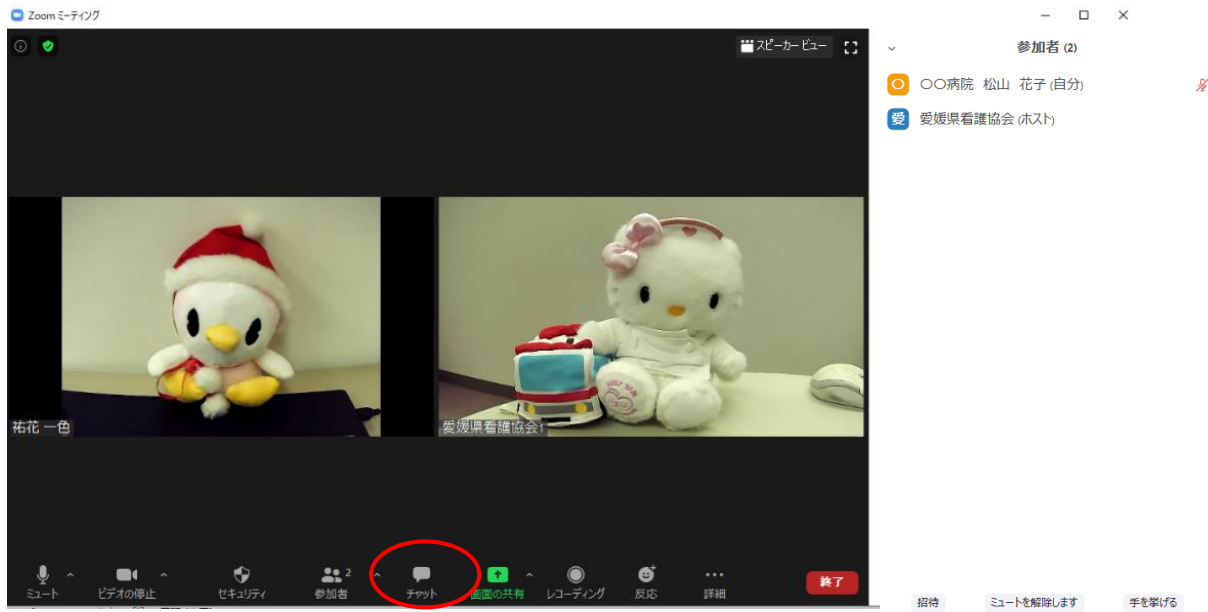 Zoom ミーティング
スピーカー ビュー
参加者 (2)
O 〇〇病院 松山 花子 (自分)
愛 愛媛県看護協会 (ホスト)
祐花 一色
愛媛県看護協会1
ミュート
ビデオの停止
セキュリティ
参加者 2
チャット
画面の共有
レコーディング
反応
詳細
終了
招待
ミュートを解除します
手を挙げる